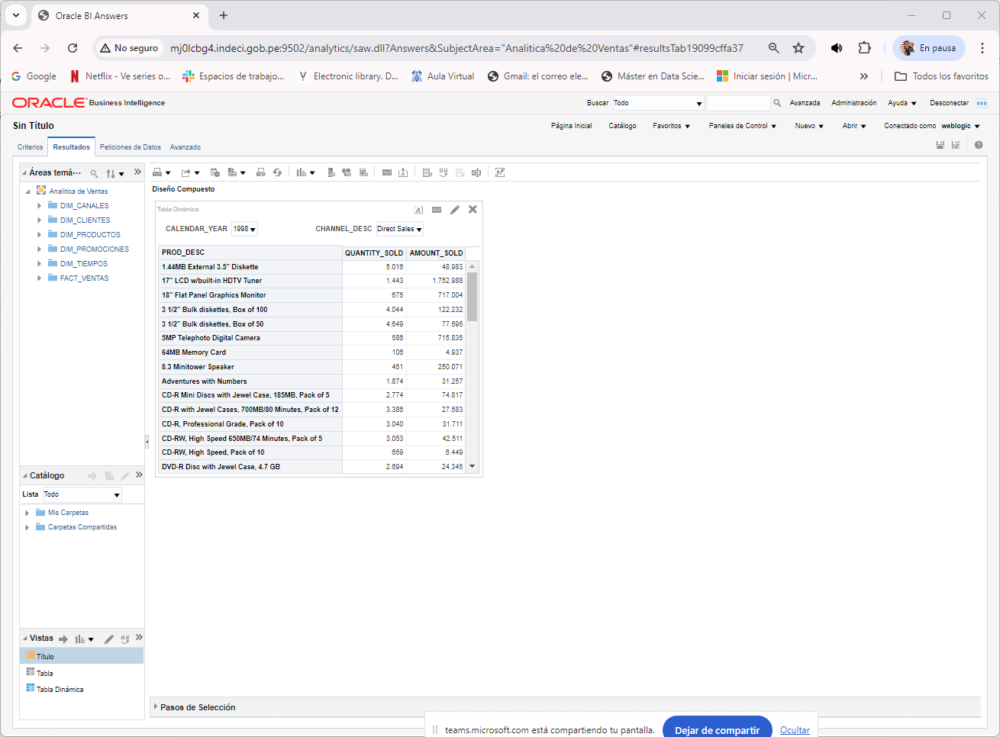 Oracle BI Answers
No seguro
mj0lcbg4.indeci.gob.pe:9502/analytics/saw.dll?Answers&SubjectArea="Analitica%20de%20Ventas"#resultsTab19099cffa37
En pausa
Google
Netflix - Ve series o...
Espacios de trabajo...
Electronic library. D...
Aula Virtual
Gmail: el correo ele...
Máster en Data Scie...
Iniciar sesión | Micr...
Todos los favoritos
ORACLE Business Intelligence
Buscar Todo
Avanzada
Administración
Ayuda
Desconectar
Sin Título
Página Inicial
Catálogo
Favoritos
Paneles de Control
Nuevo
Abrir
Conectado como weblogic
Criterios
Resultados
Peticiones de Datos
Avanzado
Áreas temá···
Analitica de Ventas
DIM_CANALES
DIM_CLIENTES
DIM_PRODUCTOS
DIM_PROMOCIONES
DIM_TIEMPOS
FACT_VENTAS
Diseño Compuesto
Tabla Dinámica
CALENDAR_YEAR 1998 CHANNEL_DESC Direct Sales
PROD_DESC QUANTITY_SOLD AMOUNT_SOLD
1.44MB External 3.5" Diskette 5.016 48.983
17" LCD w/built-in HDTV Tuner 1.443 1.752.988
18" Flat Panel Graphics Monitor 675 717.004
3 1/2" Bulk diskettes, Box of 100 4.044 122.232
3 1/2" Bulk diskettes, Box of 50 4.649 77.595
5MP Telephoto Digital Camera 586 715.835
64MB Memory Card 106 4.937
8.3 Minitower Speaker 451 250.071
Adventures with Numbers 1.874 31.257
CD-R Mini Discs with Jewel Case, 185MB, Pack of 5 2.774 74.817
CD-R with Jewel Cases, 700MB/80 Minutes, Pack of 12 3.386 27.583
CD-R, Professional Grade, Pack of 10 3.040 31.711
CD-RW, High Speed 650MB/74 Minutes, Pack of 5 3.053 42.511
CD-RW, High Speed, Pack of 10 659 6.449
DVD-R Disc with Jewel Case, 4.7 GB 2.694 24.345
Catálogo
Lista Todo
Mis Carpetas
Carpetas Compartidas
Vistas
Título
Tabla
Tabla Dinámica
Pasos de Selección
teams.microsoft.com está compartiendo tu pantalla.
Dejar de compartir
Ocultar